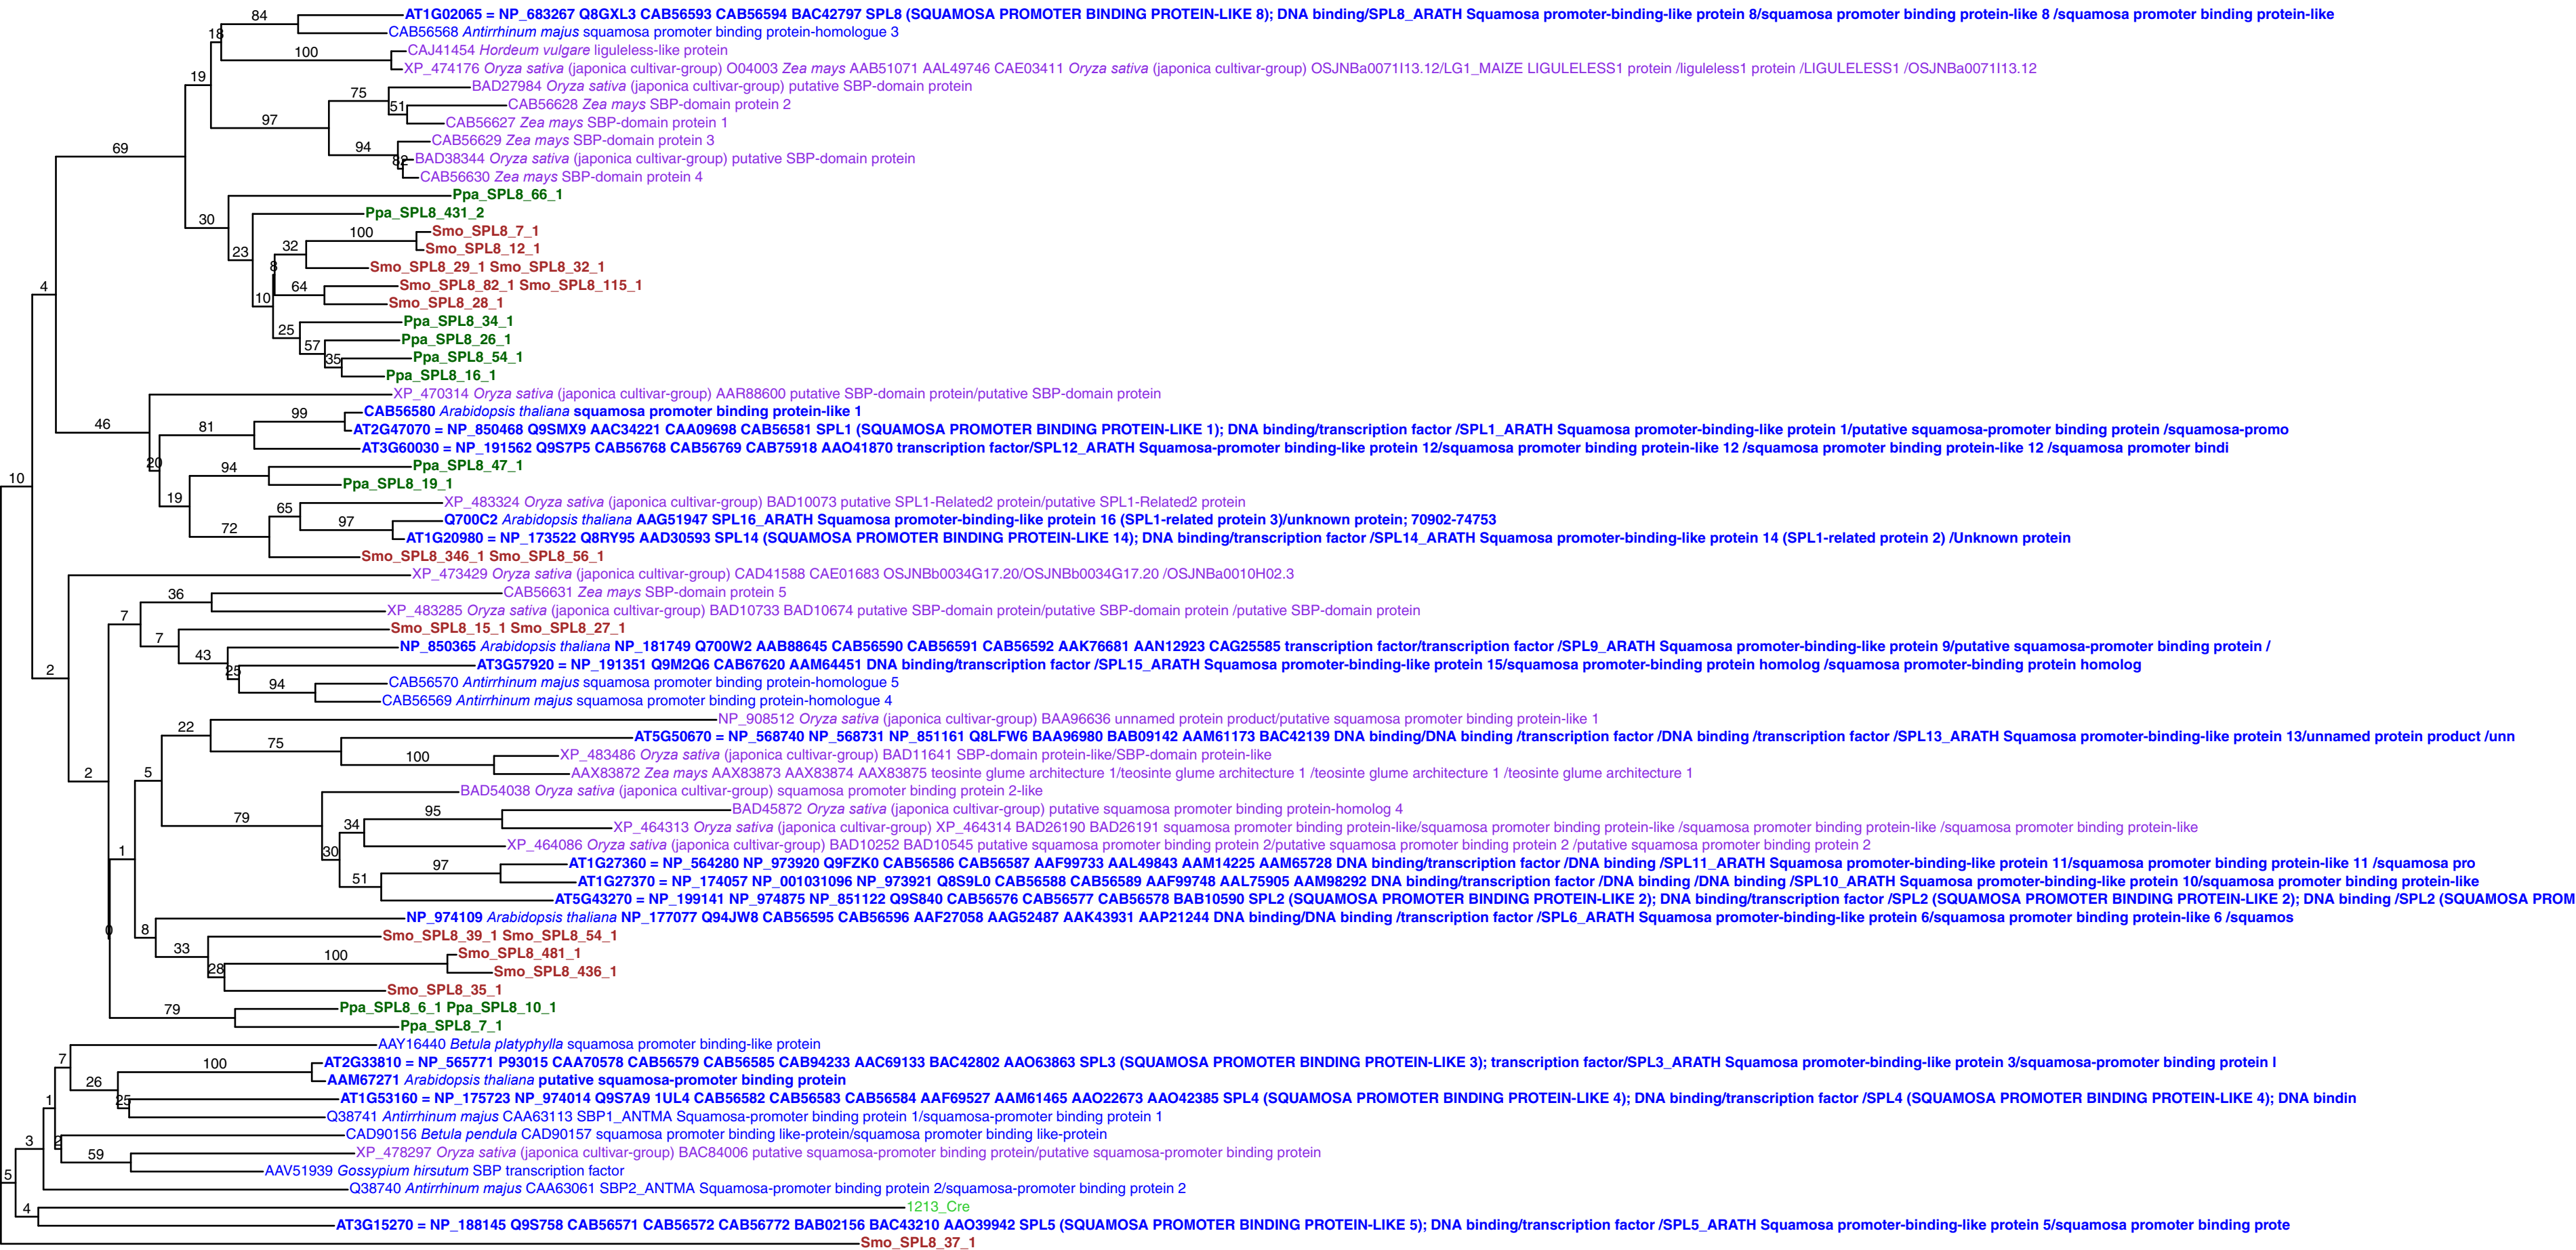 84
AT1G02065 = NP_683267 Q8GXL3 CAB56593 CAB56594 BAC42797 SPL8 (SQUAMOSA PROMOTER BINDING PROTEIN-LIKE 8); DNA binding/SPL8_ARATH Squamosa promoter-binding-like protein 8/squamosa promoter binding protein-like 8 /squamosa promoter binding protein-like
18
CAB56568 Antirrhinum majus squamosa promoter binding protein-homologue 3
100
CAJ41454 Hordeum vulgare liguleless-like protein
XP_474176 Oryza sativa (japonica cultivar-group) O04003 Zea mays AAB51071 AAL49746 CAE03411 Oryza sativa (japonica cultivar-group) OSJNBa0071I13.12/LG1_MAIZE LIGULELESS1 protein /liguleless1 protein /LIGULELESS1 /OSJNBa0071I13.12
19
BAD27984 Oryza sativa (japonica cultivar-group) putative SBP-domain protein
75
51
CAB56628 Zea mays SBP-domain protein 2
97
CAB56627 Zea mays SBP-domain protein 1
CAB56629 Zea mays SBP-domain protein 3
94
82
BAD38344 Oryza sativa (japonica cultivar-group) putative SBP-domain protein
69
CAB56630 Zea mays SBP-domain protein 4
Ppa_SPL8_66_1
30
Ppa_SPL8_431_2
100
Smo_SPL8_7_1
23
32
Smo_SPL8_12_1
8
Smo_SPL8_29_1 Smo_SPL8_32_1
64
Smo_SPL8_82_1 Smo_SPL8_115_1
4
10
Smo_SPL8_28_1
Ppa_SPL8_34_1
25
Ppa_SPL8_26_1
57
35
Ppa_SPL8_54_1
Ppa_SPL8_16_1
XP_470314 Oryza sativa (japonica cultivar-group) AAR88600 putative SBP-domain protein/putative SBP-domain protein
99
CAB56580 Arabidopsis thaliana squamosa promoter binding protein-like 1
46
81
AT2G47070 = NP_850468 Q9SMX9 AAC34221 CAA09698 CAB56581 SPL1 (SQUAMOSA PROMOTER BINDING PROTEIN-LIKE 1); DNA binding/transcription factor /SPL1_ARATH Squamosa promoter-binding-like protein 1/putative squamosa-promoter binding protein /squamosa-promo
AT3G60030 = NP_191562 Q9S7P5 CAB56768 CAB56769 CAB75918 AAO41870 transcription factor/SPL12_ARATH Squamosa-promoter binding-like protein 12/squamosa promoter binding protein-like 12 /squamosa promoter binding protein-like 12 /squamosa promoter bindi
20
94
Ppa_SPL8_47_1
10
Ppa_SPL8_19_1
19
XP_483324 Oryza sativa (japonica cultivar-group) BAD10073 putative SPL1-Related2 protein/putative SPL1-Related2 protein
65
97
Q700C2 Arabidopsis thaliana AAG51947 SPL16_ARATH Squamosa promoter-binding-like protein 16 (SPL1-related protein 3)/unknown protein; 70902-74753
72
AT1G20980 = NP_173522 Q8RY95 AAD30593 SPL14 (SQUAMOSA PROMOTER BINDING PROTEIN-LIKE 14); DNA binding/transcription factor /SPL14_ARATH Squamosa promoter-binding-like protein 14 (SPL1-related protein 2) /Unknown protein
Smo_SPL8_346_1 Smo_SPL8_56_1
XP_473429 Oryza sativa (japonica cultivar-group) CAD41588 CAE01683 OSJNBb0034G17.20/OSJNBb0034G17.20 /OSJNBa0010H02.3
36
CAB56631 Zea mays SBP-domain protein 5
7
XP_483285 Oryza sativa (japonica cultivar-group) BAD10733 BAD10674 putative SBP-domain protein/putative SBP-domain protein /putative SBP-domain protein
7
Smo_SPL8_15_1 Smo_SPL8_27_1
43
NP_850365 Arabidopsis thaliana NP_181749 Q700W2 AAB88645 CAB56590 CAB56591 CAB56592 AAK76681 AAN12923 CAG25585 transcription factor/transcription factor /SPL9_ARATH Squamosa promoter-binding-like protein 9/putative squamosa-promoter binding protein /
2
25
AT3G57920 = NP_191351 Q9M2Q6 CAB67620 AAM64451 DNA binding/transcription factor /SPL15_ARATH Squamosa promoter-binding-like protein 15/squamosa promoter-binding protein homolog /squamosa promoter-binding protein homolog
94
CAB56570 Antirrhinum majus squamosa promoter binding protein-homologue 5
CAB56569 Antirrhinum majus squamosa promoter binding protein-homologue 4
22
NP_908512 Oryza sativa (japonica cultivar-group) BAA96636 unnamed protein product/putative squamosa promoter binding protein-like 1
75
AT5G50670 = NP_568740 NP_568731 NP_851161 Q8LFW6 BAA96980 BAB09142 AAM61173 BAC42139 DNA binding/DNA binding /transcription factor /DNA binding /transcription factor /SPL13_ARATH Squamosa promoter-binding-like protein 13/unnamed protein product /unn
100
XP_483486 Oryza sativa (japonica cultivar-group) BAD11641 SBP-domain protein-like/SBP-domain protein-like
2
5
AAX83872 Zea mays AAX83873 AAX83874 AAX83875 teosinte glume architecture 1/teosinte glume architecture 1 /teosinte glume architecture 1 /teosinte glume architecture 1
BAD54038 Oryza sativa (japonica cultivar-group) squamosa promoter binding protein 2-like
79
95
BAD45872 Oryza sativa (japonica cultivar-group) putative squamosa promoter binding protein-homolog 4
34
XP_464313 Oryza sativa (japonica cultivar-group) XP_464314 BAD26190 BAD26191 squamosa promoter binding protein-like/squamosa promoter binding protein-like /squamosa promoter binding protein-like /squamosa promoter binding protein-like
1
30
XP_464086 Oryza sativa (japonica cultivar-group) BAD10252 BAD10545 putative squamosa promoter binding protein 2/putative squamosa promoter binding protein 2 /putative squamosa promoter binding protein 2
97
AT1G27360 = NP_564280 NP_973920 Q9FZK0 CAB56586 CAB56587 AAF99733 AAL49843 AAM14225 AAM65728 DNA binding/transcription factor /DNA binding /SPL11_ARATH Squamosa promoter-binding-like protein 11/squamosa promoter binding protein-like 11 /squamosa pro
51
AT1G27370 = NP_174057 NP_001031096 NP_973921 Q8S9L0 CAB56588 CAB56589 AAF99748 AAL75905 AAM98292 DNA binding/transcription factor /DNA binding /DNA binding /SPL10_ARATH Squamosa promoter-binding-like protein 10/squamosa promoter binding protein-like
AT5G43270 = NP_199141 NP_974875 NP_851122 Q9S840 CAB56576 CAB56577 CAB56578 BAB10590 SPL2 (SQUAMOSA PROMOTER BINDING PROTEIN-LIKE 2); DNA binding/transcription factor /SPL2 (SQUAMOSA PROMOTER BINDING PROTEIN-LIKE 2); DNA binding /SPL2 (SQUAMOSA PROM
NP_974109 Arabidopsis thaliana NP_177077 Q94JW8 CAB56595 CAB56596 AAF27058 AAG52487 AAK43931 AAP21244 DNA binding/DNA binding /transcription factor /SPL6_ARATH Squamosa promoter-binding-like protein 6/squamosa promoter binding protein-like 6 /squamos
0
8
Smo_SPL8_39_1 Smo_SPL8_54_1
33
100
Smo_SPL8_481_1
28
Smo_SPL8_436_1
Smo_SPL8_35_1
79
Ppa_SPL8_6_1 Ppa_SPL8_10_1
Ppa_SPL8_7_1
AAY16440 Betula platyphylla squamosa promoter binding-like protein
7
100
AT2G33810 = NP_565771 P93015 CAA70578 CAB56579 CAB56585 CAB94233 AAC69133 BAC42802 AAO63863 SPL3 (SQUAMOSA PROMOTER BINDING PROTEIN-LIKE 3); transcription factor/SPL3_ARATH Squamosa promoter-binding-like protein 3/squamosa-promoter binding protein l
26
AAM67271 Arabidopsis thaliana putative squamosa-promoter binding protein
1
25
AT1G53160 = NP_175723 NP_974014 Q9S7A9 1UL4 CAB56582 CAB56583 CAB56584 AAF69527 AAM61465 AAO22673 AAO42385 SPL4 (SQUAMOSA PROMOTER BINDING PROTEIN-LIKE 4); DNA binding/transcription factor /SPL4 (SQUAMOSA PROMOTER BINDING PROTEIN-LIKE 4); DNA bindin
Q38741 Antirrhinum majus CAA63113 SBP1_ANTMA Squamosa-promoter binding protein 1/squamosa-promoter binding protein 1
3
2
CAD90156 Betula pendula CAD90157 squamosa promoter binding like-protein/squamosa promoter binding like-protein
59
XP_478297 Oryza sativa (japonica cultivar-group) BAC84006 putative squamosa-promoter binding protein/putative squamosa-promoter binding protein
AAV51939 Gossypium hirsutum SBP transcription factor
5
Q38740 Antirrhinum majus CAA63061 SBP2_ANTMA Squamosa-promoter binding protein 2/squamosa-promoter binding protein 2
4
1213_Cre
AT3G15270 = NP_188145 Q9S758 CAB56571 CAB56572 CAB56772 BAB02156 BAC43210 AAO39942 SPL5 (SQUAMOSA PROMOTER BINDING PROTEIN-LIKE 5); DNA binding/transcription factor /SPL5_ARATH Squamosa promoter-binding-like protein 5/squamosa promoter binding prote
Smo_SPL8_37_1